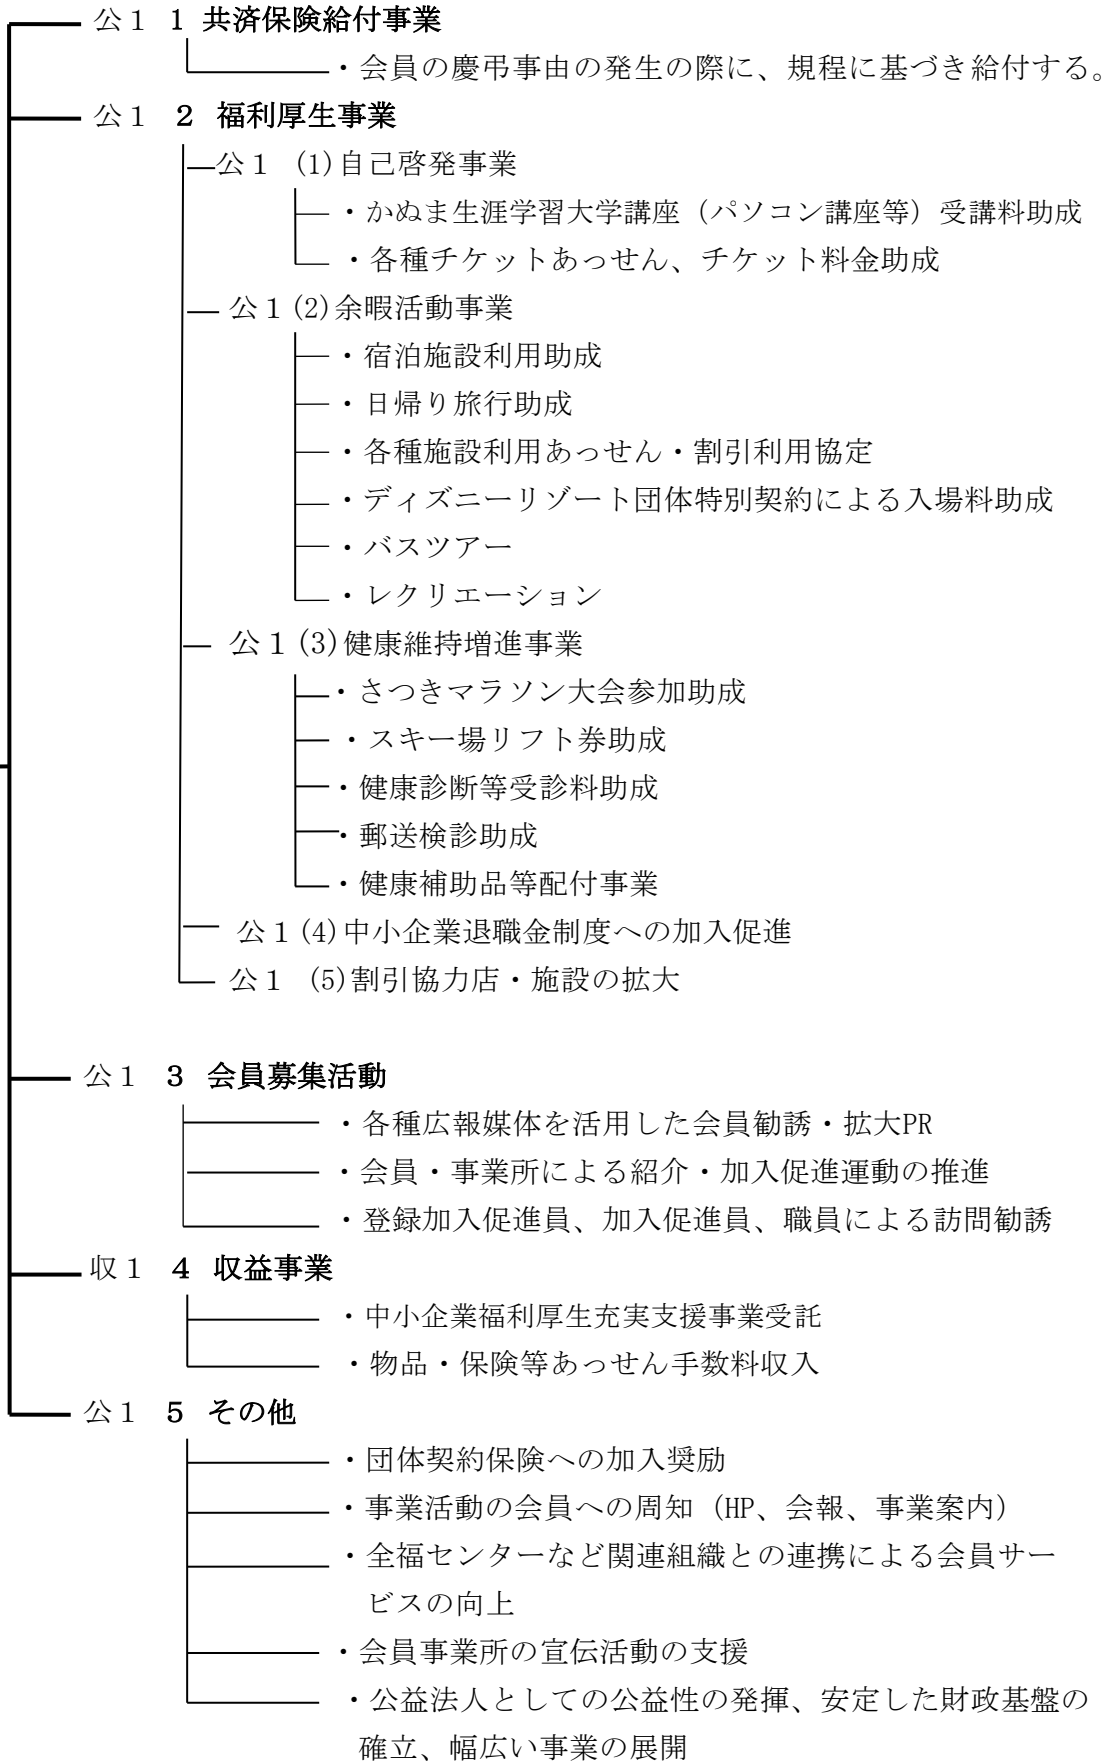 公１ １ 共済保険給付事業
・会員の慶弔事由の発生の際に、規程に基づき給付する。
公１ ２ 福利厚生事業
公１ (1)自己啓発事業
・かぬま生涯学習大学講座（パソコン講座等）受講料助成
・各種チケットあっせん、チケット料金助成
公１(2)余暇活動事業
・宿泊施設利用助成
・日帰り旅行助成
・各種施設利用あっせん・割引利用協定
・ディズニーリゾート団体特別契約による入場料助成
・バスツアー
・レクリエーション
公１(3)健康維持増進事業
・さつきマラソン大会参加助成
・スキー場リフト券助成
・健康診断等受診料助成
・郵送検診助成
・健康補助品等配付事業
公１(4)中小企業退職金制度への加入促進
公１ (5)割引協力店・施設の拡大
公１ ３ 会員募集活動
・各種広報媒体を活用した会員勧誘・拡大PR
・会員・事業所による紹介・加入促進運動の推進
・登録加入促進員、加入促進員、職員による訪問勧誘
収１ ４ 収益事業
・中小企業福利厚生充実支援事業受託
・物品・保険等あっせん手数料収入
公１ ５ その他
・団体契約保険への加入奨励
・事業活動の会員への周知（HP、会報、事業案内）
・全福センターなど関連組織との連携による会員サー
ビスの向上
・会員事業所の宣伝活動の支援
・公益法人としての公益性の発揮、安定した財政基盤の
確立、幅広い事業の展開